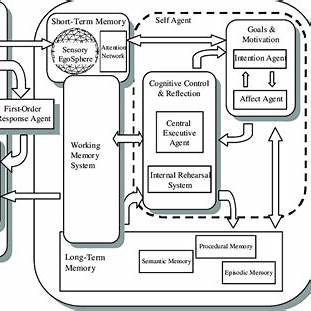 Short-Term Memory
Sensory
EgoSphere
Attention
Network
Self Agent
Goals &
Motivation
Intention Agent
Affect Agent
First-Order
Response Agent
Cognitive Control
& Reflection
Central
Executive
Agent
Internal Rehearsal
System
Working
Memory
System
Long-Term
Memory
Semantic Memory
Procedural Memory
Episodic Memory